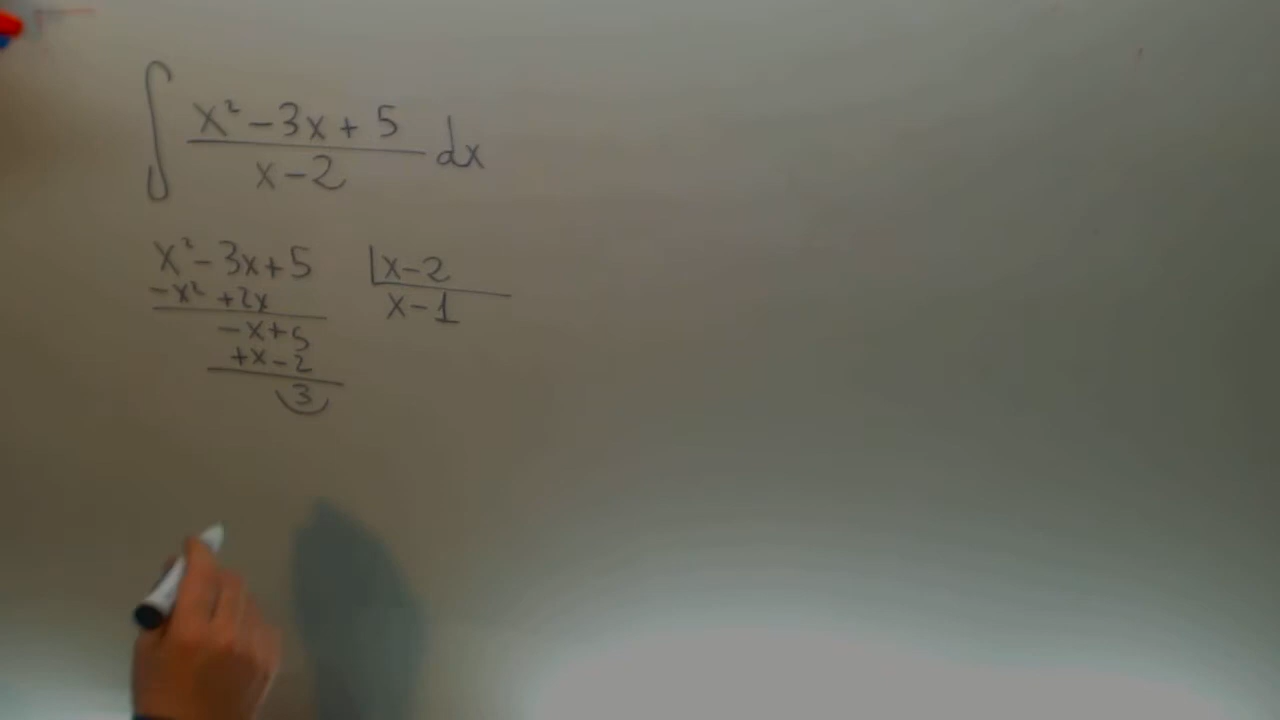 ∫ x² - 3x + 5 / x - 2 dx
x² - 3x + 5 | x - 2
- x² + 2x x - 1
- x + 5
+ x - 2
3